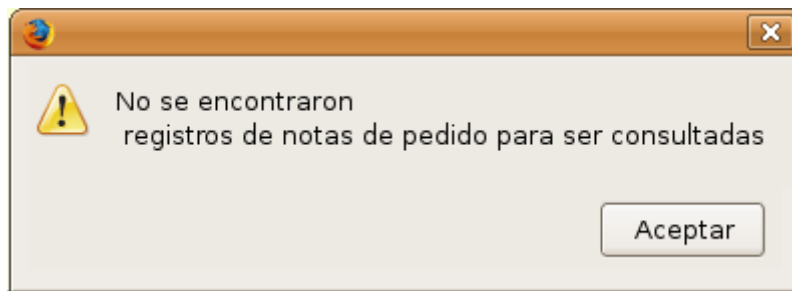 No se encontraron
registros de notas de pedido para ser consultadas
Aceptar